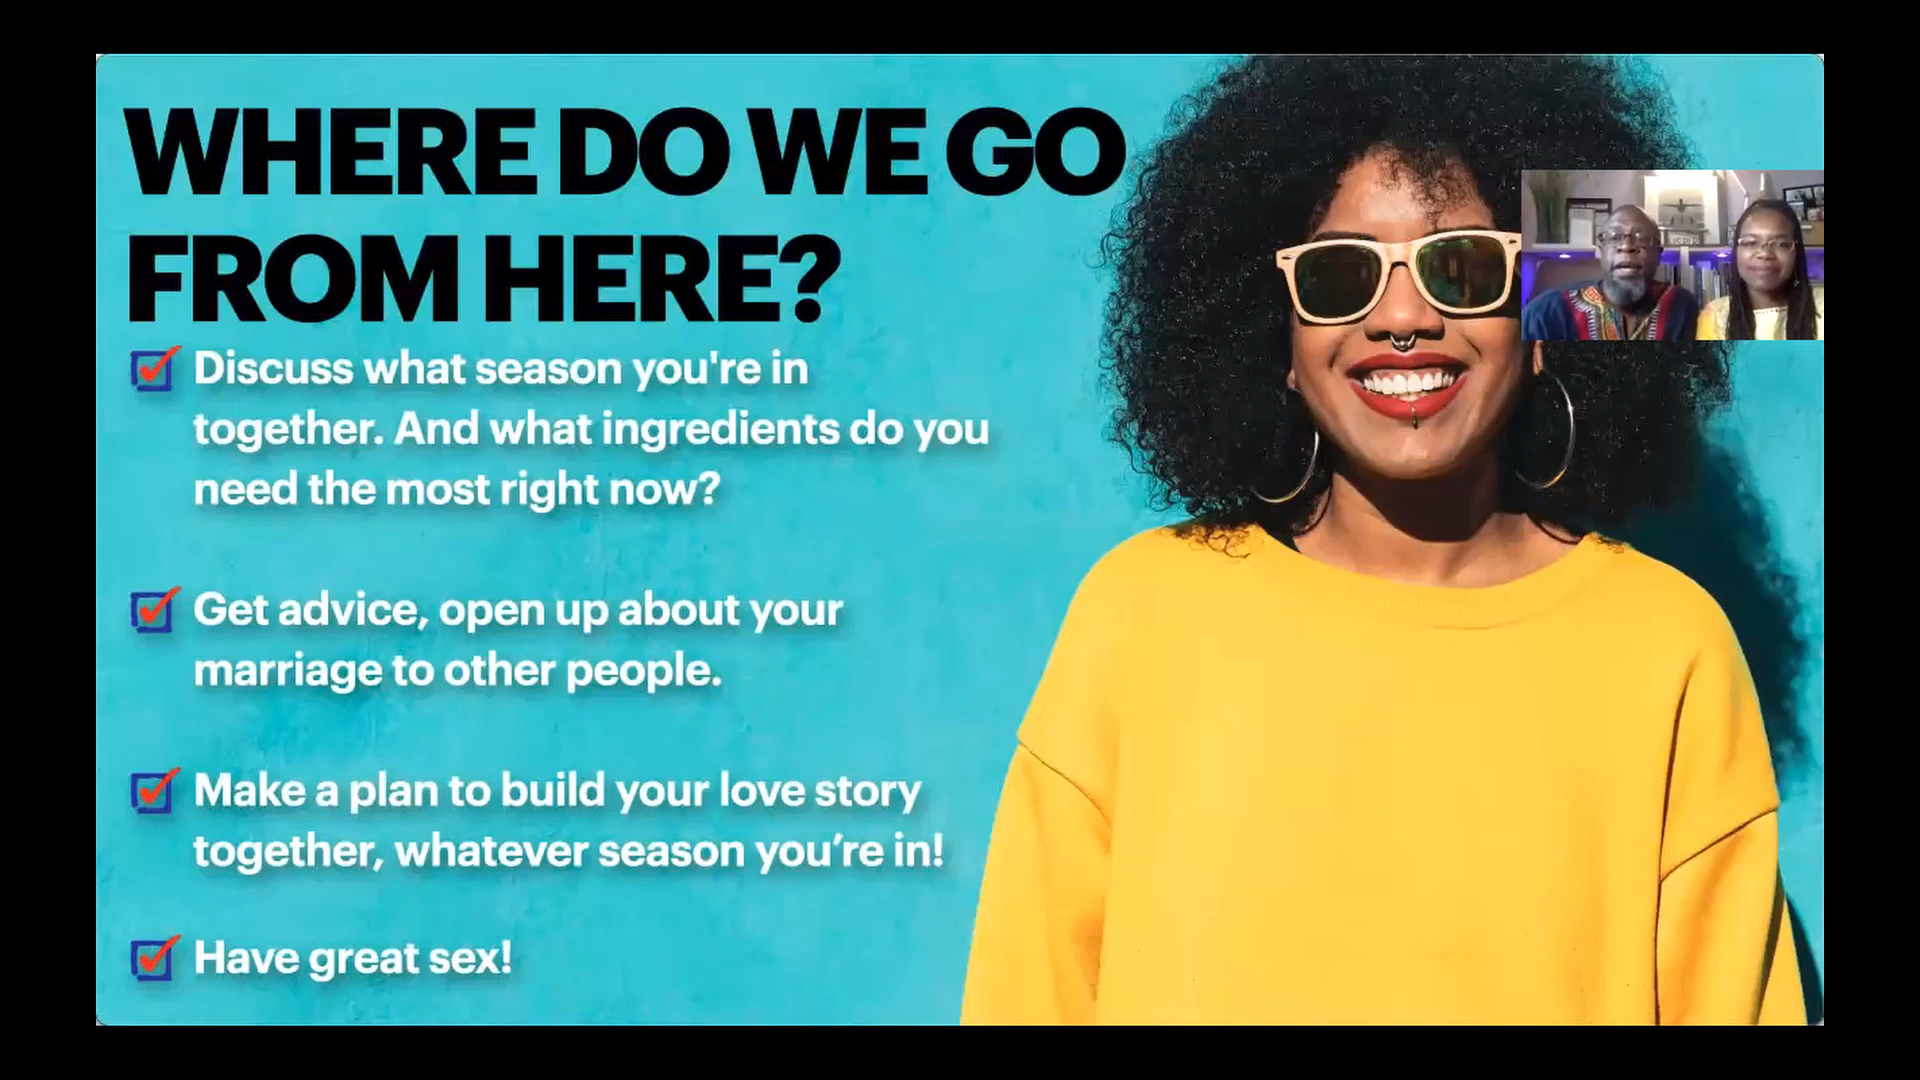 WHERE DO WE GO
FROM HERE?
Discuss what season you're in
together. And what ingredients do you
need the most right now?
Get advice, open up about your
marriage to other people.
Make a plan to build your love story
together, whatever season you’re in!
Have great sex!